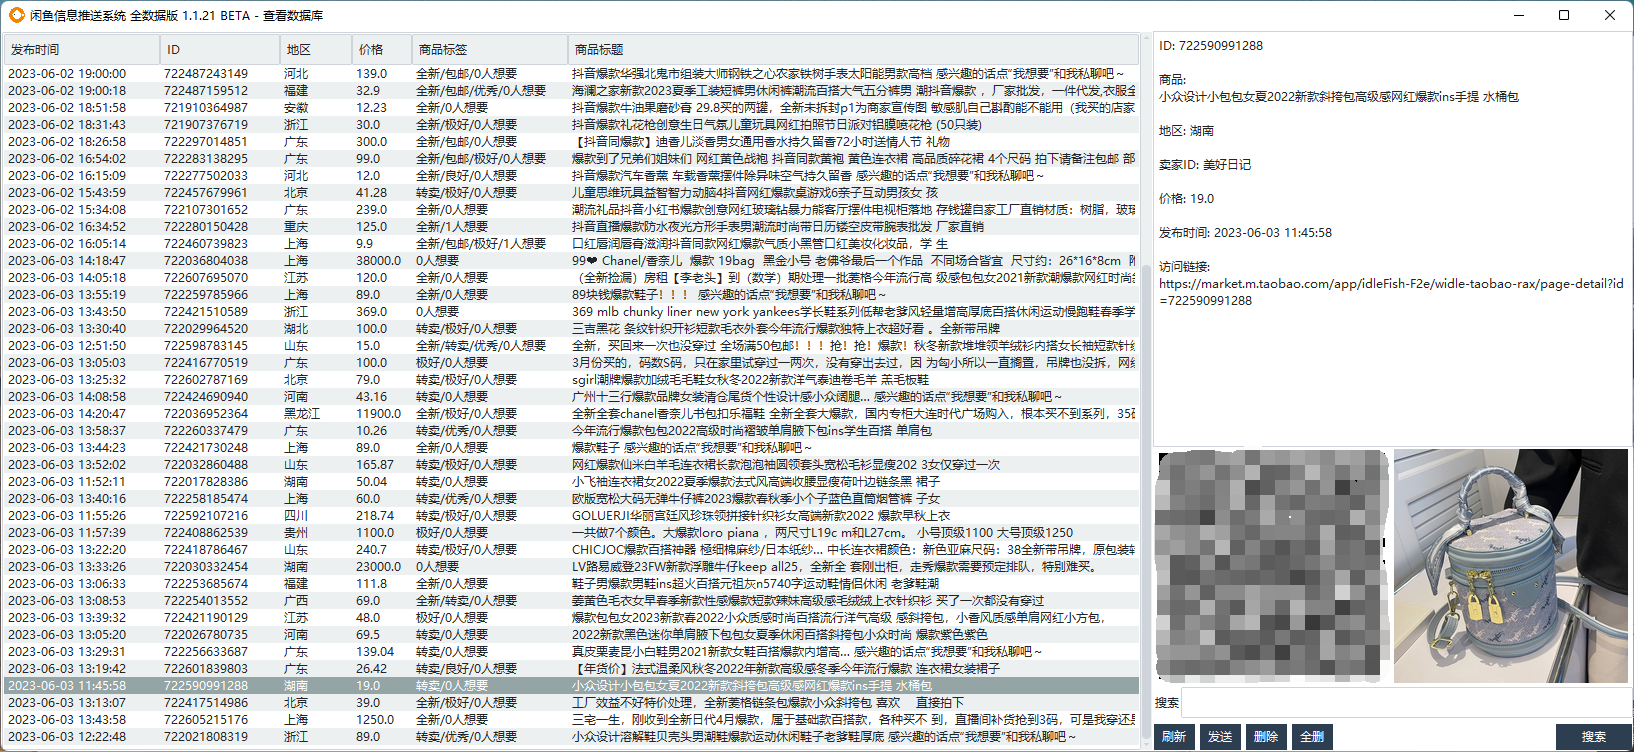 闲鱼信息推送系统 全数据版 1.1.21 BETA - 查看数据库
发布时间 ID 地区 价格 商品标签 商品标题
2023-06-02 19:00:00 722487243149 河北 139.0 全新/包邮/0人想要 抖音爆款华强北鬼市组装大师钢铁之心农家铁树手表太阳能男款高档 感兴趣的话点“我想要”和我私聊吧～
2023-06-02 19:00:18 722487159512 福建 32.9 全新/包邮/优秀/0人想要 海澜之家新款2023夏季工装短裤男休闲裤潮流百搭大气五分裤男 潮抖音爆款 ，厂家批发，一件代发,衣服全
2023-06-02 18:51:58 721910364987 安徽 12.23 全新/0人想要 抖音爆款牛油果磨砂膏 29.8买的两罐，全新未拆封p1为商家宣传图 敏感肌自己斟酌能不能用（我买的店家
2023-06-02 18:31:43 721907376719 浙江 30.0 全新/极好/0人想要 抖音爆款礼花枪创意生日气氛儿童玩具网红拍照节日派对铝膜喷花枪 (50只装)
2023-06-02 18:26:58 722297014851 广东 300.0 全新/包邮/0人想要 【抖音同爆款】迪香儿淡香男女通用香水持久留香72小时送情人节 礼物
2023-06-02 16:54:02 722283138295 广东 99.0 全新/包邮/极好/0人想要 爆款到了兄弟们姐妹们 网红黄色战袍 抖音同款黄袍 黄色连衣裙 高品质碎花裙 4个尺码 拍下请备注包邮 部
2023-06-02 16:15:09 722277502033 河北 12.0 全新/良好/0人想要 抖音爆款汽车香薰 车载香薰摆件除异味空气持久留香 感兴趣的话点“我想要”和我私聊吧～
2023-06-02 15:43:59 722457679961 北京 41.28 转卖/极好/0人想要 儿童思维玩具益智智力动脑4抖音网红爆款桌游戏6亲子互动男孩女 孩
2023-06-02 15:34:08 722107301652 广东 239.0 全新/0人想要 潮流礼品抖音小红书爆款创意网红玻璃钻暴力熊客厅摆件电视柜落地 存钱罐自家工厂直销材质：树脂，玻璃
2023-06-02 16:34:52 722280150428 重庆 125.0 全新/1人想要 抖音直播爆款防水夜光方形手表男潮流时尚带日历镂空皮带腕表批发 厂家直销
2023-06-02 16:05:14 722460739823 上海 9.9 全新/包邮/极好/1人想要 口红唇润唇膏滋润抖音同款网红爆款气质小黑管口红美妆化妆品，学 生
2023-06-03 14:18:47 722036804038 上海 38000.0 0人想要 99❤ Chanel/香奈儿 爆款 19bag 黑金小号 老佛爷最后一个作品 不同场合皆宜 尺寸约：26*16*8cm 附
2023-06-03 14:05:18 722607695070 江苏 120.0 全新/0人想要 （全新捡漏）房租【李老头】到（数学）期处理一批菱格今年流行高 级感包包女2021新款潮爆款网红时尚
2023-06-03 13:55:19 722259785966 上海 89.0 全新/0人想要 89块钱爆款鞋子！！！ 感兴趣的话点“我想要”和我私聊吧～
2023-06-03 13:43:50 722421510589 浙江 369.0 0人想要 369 mlb chunky liner new york yankees学长鞋系列低帮老爹风轻量增高厚底百搭休闲运动慢跑鞋春季学
2023-06-03 13:30:40 722029964520 湖北 100.0 转卖/极好/0人想要 三吉黑花 条纹针织开衫短款毛衣外套今年流行爆款独特上衣超好看 。全新带吊牌
2023-06-03 12:51:50 722598783145 山东 15.0 全新/转卖/优秀/0人想要 全新，买回来一次也没穿过 全场满50包邮！！！抢！抢！爆款！秋冬新款堆堆领羊绒衫内搭女长袖短款针织
2023-06-03 13:05:03 722416770519 广东 100.0 极好/0人想要 3月份买的，码数S码，只在家里试穿过一两次，没有穿出去过，因 为匈小所以一直搁置，吊牌也没拆，网红
2023-06-03 13:25:32 722602787169 北京 79.0 转卖/极好/0人想要 sgirl潮牌爆款加绒毛毛鞋女秋冬2022新款洋气泰迪卷毛羊 羔毛板鞋
2023-06-03 14:08:58 722424690940 河南 43.16 转卖/0人想要 广州十三行爆款品牌女装清仓尾货个性设计感小众阔腿... 感兴趣的话点“我想要”和我私聊吧～
2023-06-03 14:20:47 722036952364 黑龙江 11900.0 全新/极好/0人想要 全新全套chanel香奈儿书包扣乐福鞋 全新全套大爆款，国内专柜大连时代广场购入，根本买不到系列，35码
2023-06-03 13:58:37 722260337479 广东 10.26 转卖/优秀/0人想要 今年流行爆款包包2022高级时尚褶皱单肩腋下包ins学生百搭 单肩包
2023-06-03 13:44:23 722421730248 上海 89.0 全新/0人想要 爆款鞋子 感兴趣的话点“我想要”和我私聊吧～
2023-06-03 13:52:02 722032860488 山东 165.87 转卖/极好/0人想要 网红爆款仙米白羊毛连衣裙长款泡泡袖圆领套头宽松毛衫显瘦202 3女仅穿过一次
2023-06-03 11:52:11 722017828386 湖南 50.04 转卖/0人想要 小飞袖连衣裙女2022夏季爆款法式风高端收腰显瘦荷叶边链条黑 裙子
2023-06-03 13:40:16 722258185474 上海 60.0 转卖/优秀/0人想要 欧版宽松大码无弹牛仔裤2023爆款春秋季小个子蓝色直筒烟管裤 子女
2023-06-03 11:55:26 722592107216 四川 218.74 转卖/极好/0人想要 GOLUERJI华丽宫廷风珍珠领拼接针织衫女高端新款2022 爆款早秋上衣
2023-06-03 11:57:39 722408862539 贵州 1100.0 极好/0人想要 一共做7个颜色。大爆款loro piana ，两尺寸L19c m和L27cm。 小号顶级1100 大号顶级1250
2023-06-03 13:22:20 722418786467 山东 240.7 转卖/极好/0人想要 CHICJOC爆款百搭神器 極细棉麻纱/日本纸纱... 中长连衣裙颜色：新色亚麻尺码：38全新带吊牌，原包装转
2023-06-03 13:33:26 722030332454 湖南 23000.0 0人想要 LV路易威登23FW新款浮雕牛仔keep all25，全新全 套刚出柜，走秀爆款需要预定排队，特别难买。
2023-06-03 13:06:33 722253685674 福建 111.8 全新/0人想要 鞋子男爆款男鞋ins超火百搭元祖灰n5740字运动鞋情侣休闲 老爹鞋潮
2023-06-03 13:08:53 722254013552 广西 69.0 全新/转卖/0人想要 姜黄色毛衣女早春季新款性感爆款短款辣妹高级感毛绒绒上衣针织衫 买了一次都没有穿过
2023-06-03 13:39:32 722421190129 江苏 48.0 极好/0人想要 爆款包包女2023新款春2022小众质感时尚百搭流行洋气高级 感斜挎包，小香风质感单肩网红小方包，
2023-06-03 13:05:20 722026780735 河南 69.5 转卖/0人想要 2022新款黑色迷你单肩腋下包包女夏季休闲百搭斜挎包小众时尚 爆款紫色紫色
2023-06-03 13:29:31 722256633687 广东 139.04 转卖/0人想要 真皮栗妻昆小白鞋男2021新款女鞋百搭爆款内增高... 感兴趣的话点“我想要”和我私聊吧～
2023-06-03 13:19:42 722601839803 广东 26.42 转卖/良好/0人想要 【年货价】法式温柔风秋冬2022年新款高级感冬季今年流行爆款 连衣裙女装裙子
2023-06-03 11:45:58 722590991288 湖南 19.0 转卖/0人想要 小众设计小包包女夏2022新款斜挎包高级感网红爆款ins手提 水桶包
2023-06-03 13:13:07 722417514986 北京 39.0 全新/极好/0人想要 工厂效益不好特价处理，全新菱格链条包爆款小众斜挎包 喜欢 直接拍下
2023-06-03 13:43:58 722605215176 上海 1250.0 全新/0人想要 三宅一生，刚收到全新日代4月爆款，属于基础款百搭款，各种买不 到，直播间补货抢到3码，可是我穿还是
2023-06-03 12:22:48 722021808319 浙江 89.0 转卖/优秀/0人想要 小众设计溶解鞋贝壳头男潮鞋爆款运动休闲鞋子老爹鞋厚底 感兴趣的话点“我想要”和我私聊吧～
ID: 722590991288
商品:
小众设计小包包女夏2022新款斜挎包高级感网红爆款ins手提 水桶包
地区: 湖南
卖家ID: 美好日记
价格: 19.0
发布时间: 2023-06-03 11:45:58
访问链接:
https://market.m.taobao.com/app/idleFish-F2e/widle-taobao-rax/page-detail?id
=722590991288
搜索
刷新 发送 删除 全删 搜索